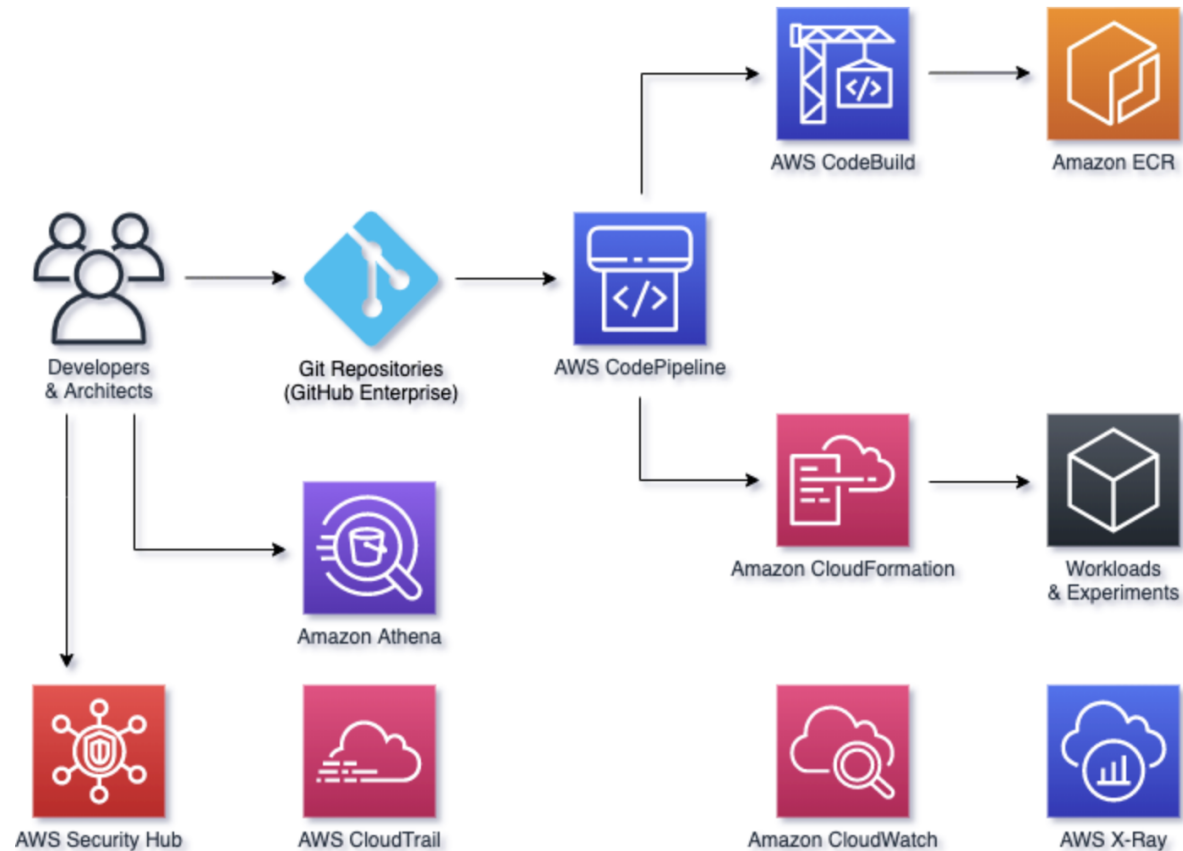 AWS CodeBuild
Amazon ECR
Developers
& Architects
Git Repositories
(GitHub Enterprise)
</>
AWS CodePipeline
</>
Amazon CloudFormation
Workloads
& Experiments
Amazon Athena
AWS Security Hub
AWS CloudTrail
Amazon CloudWatch
AWS X-Ray